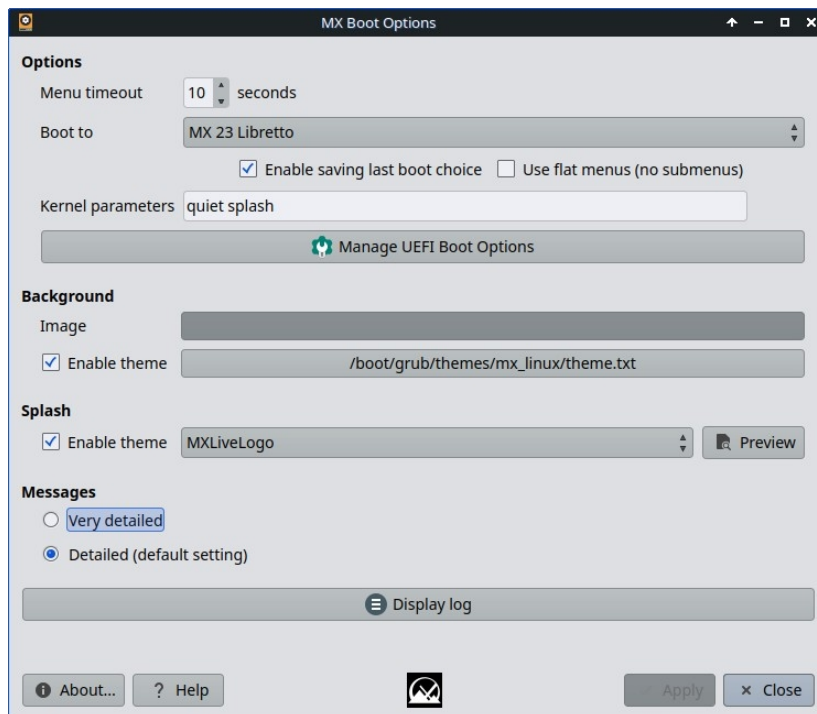 MX Boot Options
Options
Menu timeout 10 seconds
Boot to MX 23 Libretto
Enable saving last boot choice Use flat menus (no submenus)
Kernel parameters quiet splash
Manage UEFI Boot Options
Background
Image
Enable theme /boot/grub/themes/mx_linux/theme.txt
Splash
Enable theme MXLiveLogo Preview
Messages
Very detailed
Detailed (default setting)
Display log
About... ? Help Apply Close